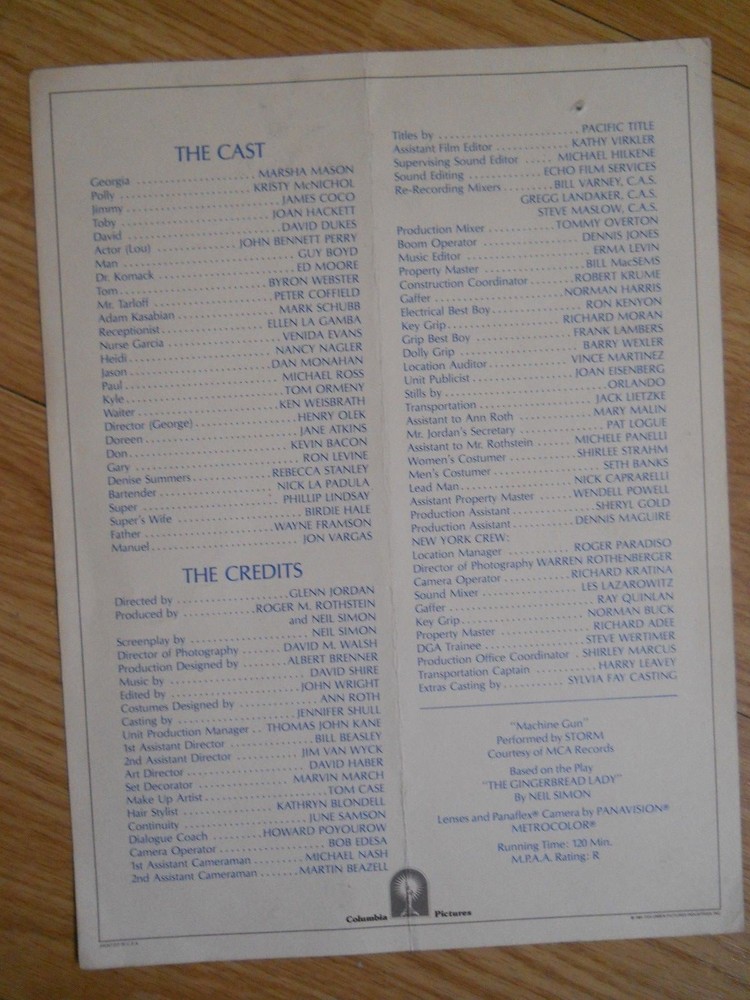 THE CAST
Georgia ........ MARSHA MASON
Polly ........ KRISTY McNICHOL
Jimmy ........ JAMES COCO
Toby ........ JOAN HACKETT
David ........ DAVID DUKES
Actor (Lou) ........ JOHN BENNETT PERRY
Man ........ GUY BOYD
Dr. Komack ........ ED MOORE
Tom ........ BYRON WEBSTER
Mr. Tarloff ........ PETER COFFIELD
Adam Kasabian ........ MARK SCHUBB
Receptionist ........ ELLEN LA GAMBA
Nurse Garcia ........ VENIDA EVANS
Heidi ........ NANCY NAGLER
Jason ........ DAN MONAHAN
Paul ........ MICHAEL ROSS
Kyle ........ TOM ORMENY
Waiter ........ KEN WEISBRATH
Director (George) ........ HENRY OLEK
Doreen ........ JANE ATKINS
Don ........ KEVIN BACON
Gary ........ RON LEVINE
Denise Summers ........ REBECCA STANLEY
Bartender ........ NICK LA PADULA
Super ........ PHILLIP LINDSAY
Super's Wife ........ BIRDIE HALE
Father ........ WAYNE FRAMSON
Manuel ........ JON VARGAS
THE CREDITS
Directed by ........ GLENN JORDAN
Produced by ........ ROGER M. ROTHSTEIN
and NEIL SIMON
Screenplay by ........ NEIL SIMON
Director of Photography ........ DAVID M. WALSH
Production Designed by ........ ALBERT BRENNER
Music by ........ DAVID SHIRE
Edited by ........ JOHN WRIGHT
Costumes Designed by ........ ANN ROTH
Casting by ........ JENNIFER SHULL
Unit Production Manager .. THOMAS JOHN KANE
1st Assistant Director ........ BILL BEASLEY
2nd Assistant Director ........ JIM VAN WYCK
Art Director ........ DAVID HABER
Set Decorator ........ MARVIN MARCH
Make Up Artist ........ TOM CASE
Hair Stylist ........ KATHRYN BLONDELL
Continuity ........ JUNE SAMSON
Dialogue Coach ........ HOWARD POYOUROW
Camera Operator ........ BOB EDESA
1st Assistant Cameraman ........ MICHAEL NASH
2nd Assistant Cameraman ........ MARTIN BEAZELL
Titles by ........ PACIFIC TITLE
Assistant Film Editor ........ KATHY VIRKLER
Supervising Sound Editor ..... MICHAEL HILKENE
Sound Editing ........ ECHO FILM SERVICES
Re-Recording Mixers ........ BILL VARNEY, C.A.S.
GREGG LANDAKER, C.A.S.
STEVE MASLOW, C.A.S.
Production Mixer ........ TOMMY OVERTON
Boom Operator ........ DENNIS JONES
Music Editor ........ ERMA LEVIN
Property Master ........ BILL MacSEMS
Construction Coordinator ........ ROBERT KRUME
Gaffer ........ NORMAN HARRIS
Electrical Best Boy ........ RON KENYON
Key Grip ........ RICHARD MORAN
Grip Best Boy ........ FRANK LAMBERS
Dolly Grip ........ BARRY WEXLER
Location Auditor ........ VINCE MARTINEZ
Unit Publicist ........ JOAN EISENBERG
Stills by ........ ORLANDO
Transportation ........ JACK LIETZKE
Assistant to Ann Roth ........ MARY MALIN
Mr. Jordan's Secretary ........ PAT LOGUE
Assistant to Mr. Rothstein ...... MICHELE PANELLI
Women's Costumer ........ SHIRLEE STRAHM
Men's Costumer ........ SETH BANKS
Lead Man ........ NICK CAPRARELLI
Assistant Property Master ...... WENDELL POWELL
Production Assistant ........ SHERYL GOLD
Production Assistant ........ DENNIS MAGUIRE
NEW YORK CREW:
Location Manager ........ ROGER PARADISO
Director of Photography WARREN ROTHENBERGER
Camera Operator ........ RICHARD KRATINA
Sound Mixer ........ LES LAZAROWITZ
Gaffer ........ RAY QUINLAN
Key Grip ........ NORMAN BUCK
Property Master ........ RICHARD ADEE
DGA Trainee ........ STEVE WERTIMER
Production Office Coordinator . SHIRLEY MARCUS
Transportation Captain ........ HARRY LEAVEY
Extras Casting by ........ SYLVIA FAY CASTING
"Machine Gun"
Performed by STORM
Courtesy of MCA Records
Based on the Play
"THE GINGERBREAD LADY"
By NEIL SIMON
Lenses and Panaflex® Camera by PANAVISION®
METROCOLOR®
Running Time: 120 Min.
M.P.A.A. Rating: R
Columbia Pictures